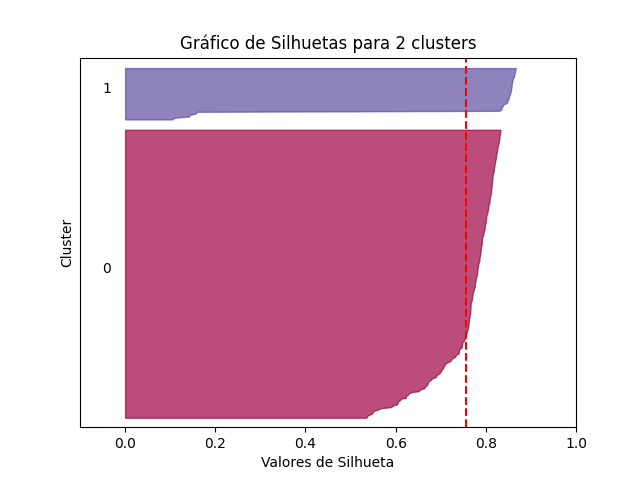 Gráfico de Silhuetas para 2 clusters
1
0
Cluster
0.0 0.2 0.4 0.6 0.8 1.0
Valores de Silhueta